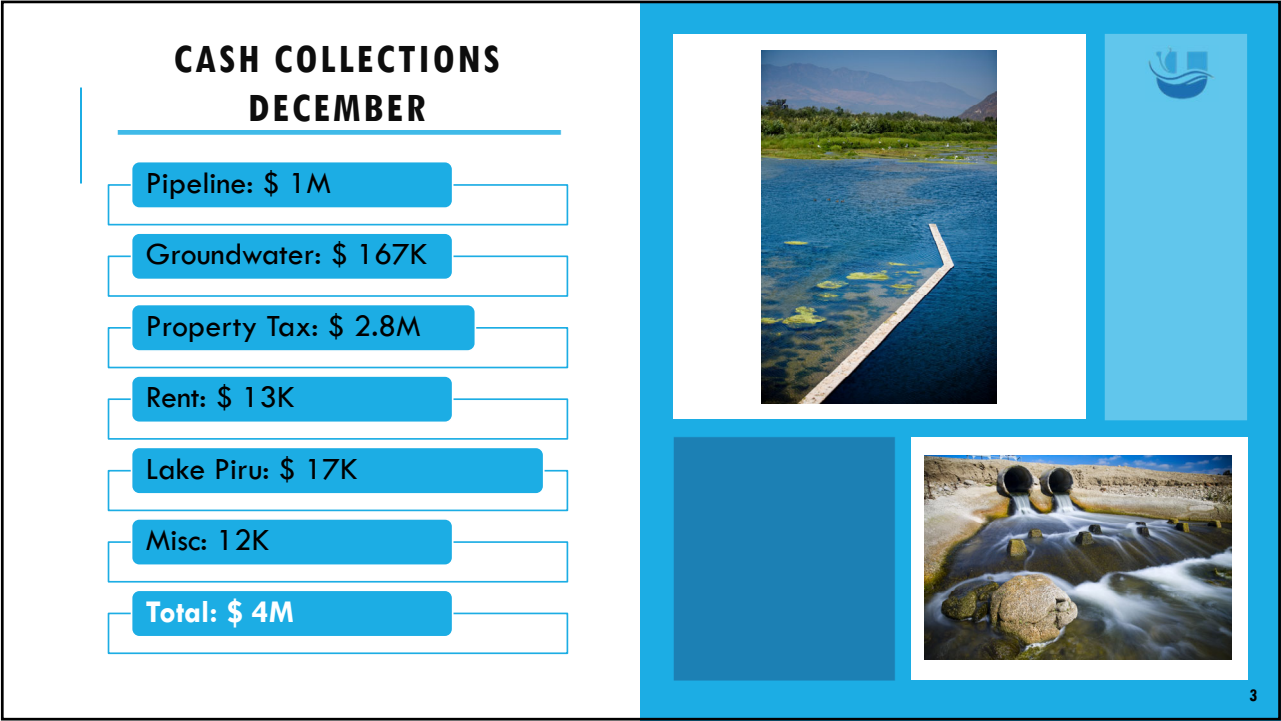 CASH COLLECTIONS
DECEMBER
Pipeline: $ 1M
Groundwater: $ 167K
Property Tax: $ 2.8M
Rent: $ 13K
Lake Piru: $ 17K
Misc: 12K
Total: $ 4M
3